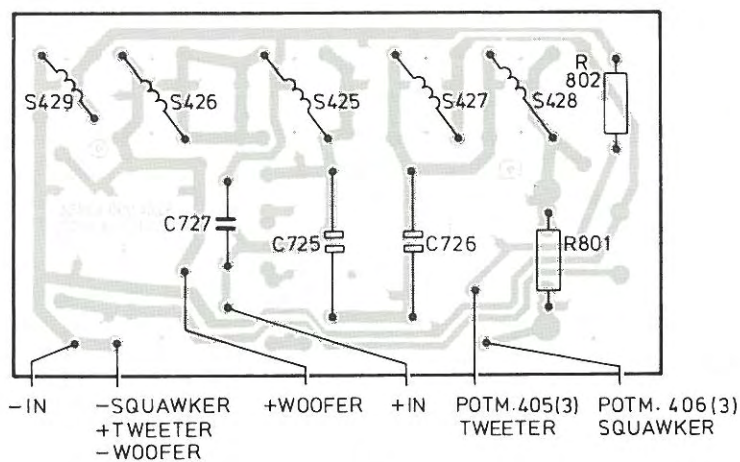 R
802
S429
S426
S425
S427
S428
C727
C725
C726
R801
-IN
-SQUAWKER
+TWEETER
-WOOFER
+WOOFER
+IN
POTM.405(3)
TWEETER
POTM. 406(3)
SQUAWKER